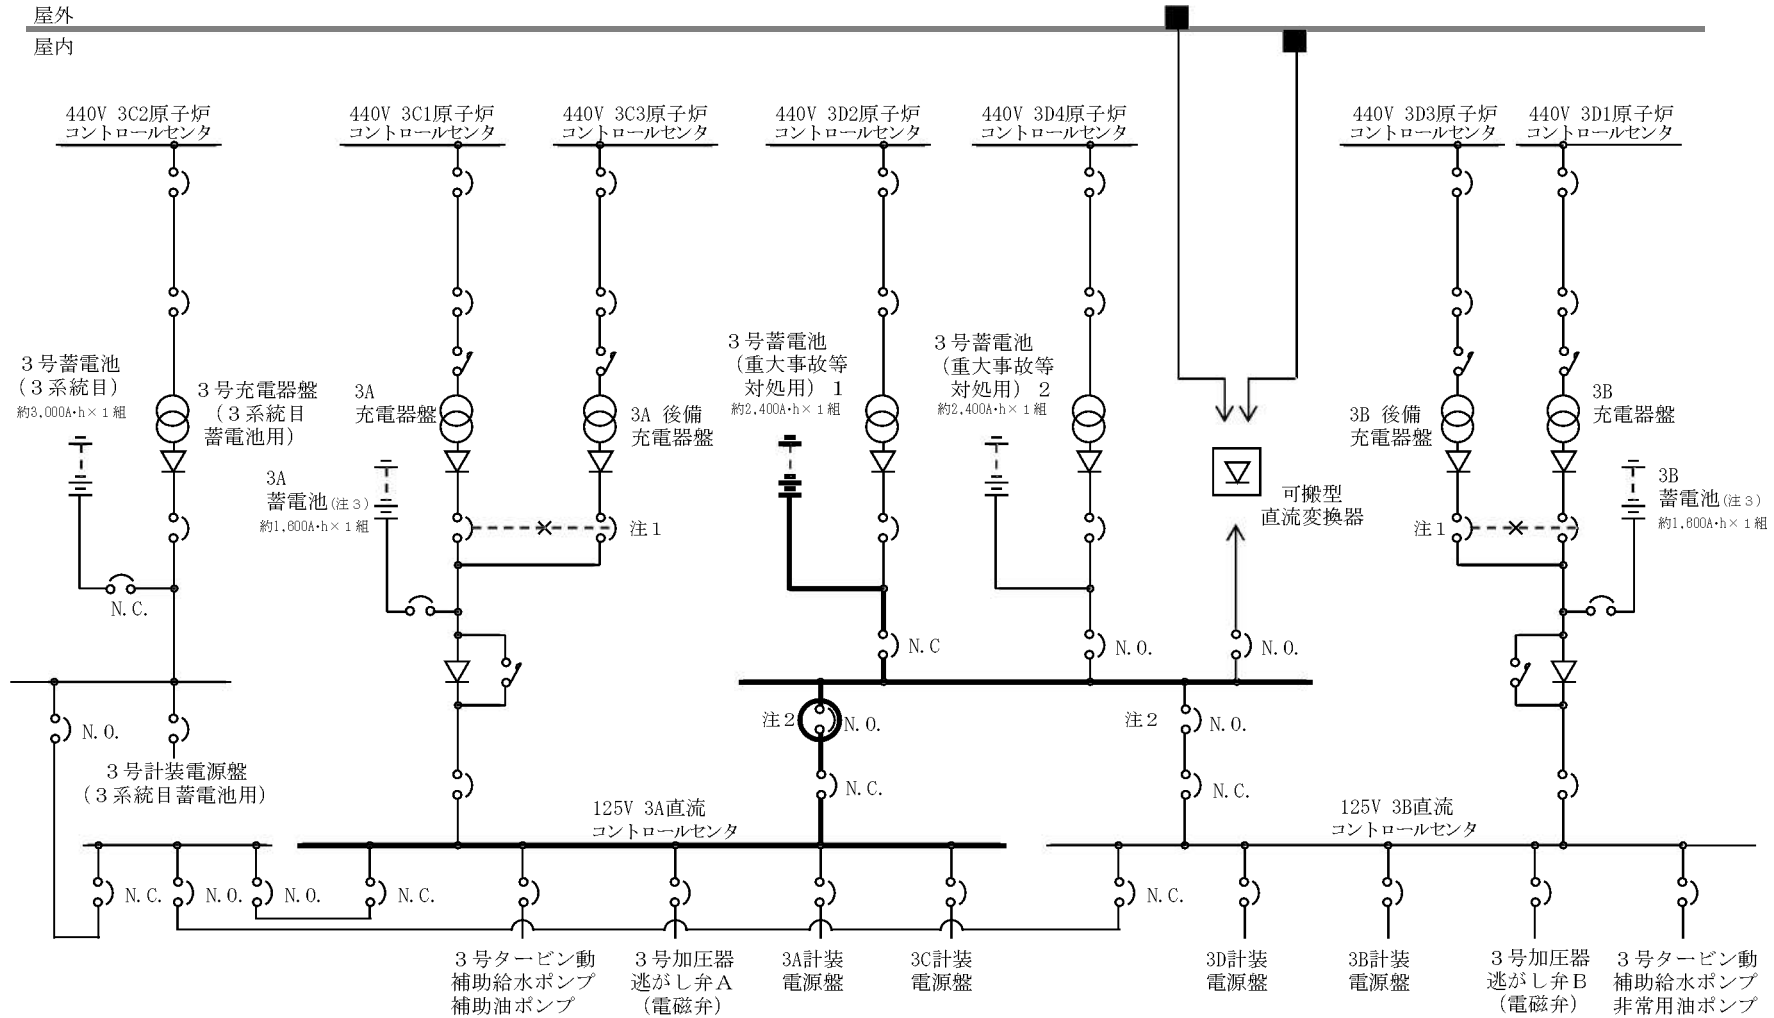 屋外
屋内
440V 3C2原子炉
コントロールセンタ
440V 3C1原子炉
コントロールセンタ
440V 3C3原子炉
コントロールセンタ
440V 3D2原子炉
コントロールセンタ
440V 3D4原子炉
コントロールセンタ
440V 3D3原子炉
コントロールセンタ
440V 3D1原子炉
コントロールセンタ
3号蓄電池
(3系統目)
約3,000A·h×1組
3号充電器盤
(3系統目
蓄電池用)
3A
充電器盤
3A 後備
充電器盤
3A
蓄電池(注3)
約1,600A·h×1組
注1
3号蓄電池
(重大事故等
対処用) 1
約2,400A·h×1組
3号蓄電池
(重大事故等
対処用) 2
約2,400A·h×1組
可搬型
直流変換器
3B 後備
充電器盤
3B
充電器盤
注1
3B
蓄電池(注3)
約1,600A·h×1組
N.C.
N.C
N.O.
N.O.
N.O.
注2
N.O.
注2
N.O.
3号計装電源盤
(3系統目蓄電池用)
N.C.
N.C.
125V 3A直流
コントロールセンタ
125V 3B直流
コントロールセンタ
N.C.
N.O.
N.O.
N.C.
N.C.
3号タービン動
補助給水ポンプ
補助油ポンプ
3号加圧器
逃がし弁A
(電磁弁)
3A計装
電源盤
3C計装
電源盤
3D計装
電源盤
3B計装
電源盤
3号加圧器
逃がし弁B
(電磁弁)
3号タービン動
補助給水ポンプ
非常用油ポンプ